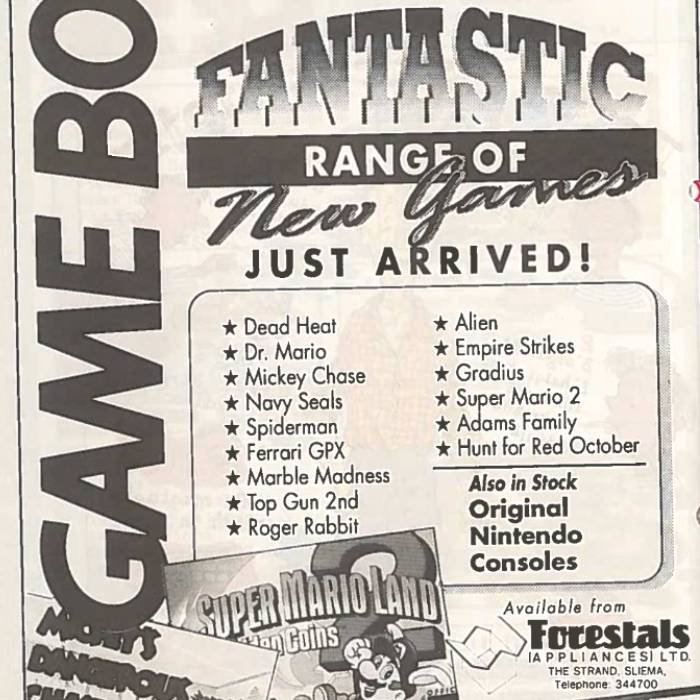 GAME BO
FANTASTIC
RANGE OF
New Games
JUST ARRIVED!
★ Dead Heat
★ Dr. Mario
★ Mickey Chase
★ Navy Seals
★ Spiderman
★ Ferrari GPX
★ Marble Madness
★ Top Gun 2nd
★ Roger Rabbit
★ Alien
★ Empire Strikes
★ Gradius
★ Super Mario 2
★ Adams Family
★ Hunt for Red October
Also in Stock
Original
Nintendo
Consoles
SUPER MARIO LAND
2
Coins
MICKEY'S
DANGEROUS
Available from
Forestals
(APPLIANCES) LTD.
THE STRAND, SLIEMA,
Telephone: 344700